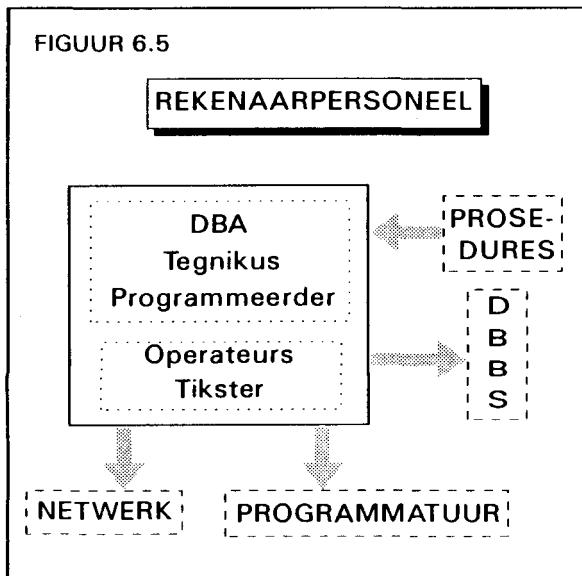 FIGUUR 6.5
REKENAARPERSONEEL
DBA
Tegnikus
Programmeerder
Operateurs
Tikster
PROSE-
DURES
D
B
B
S
NETWERK
PROGRAMMATUUR